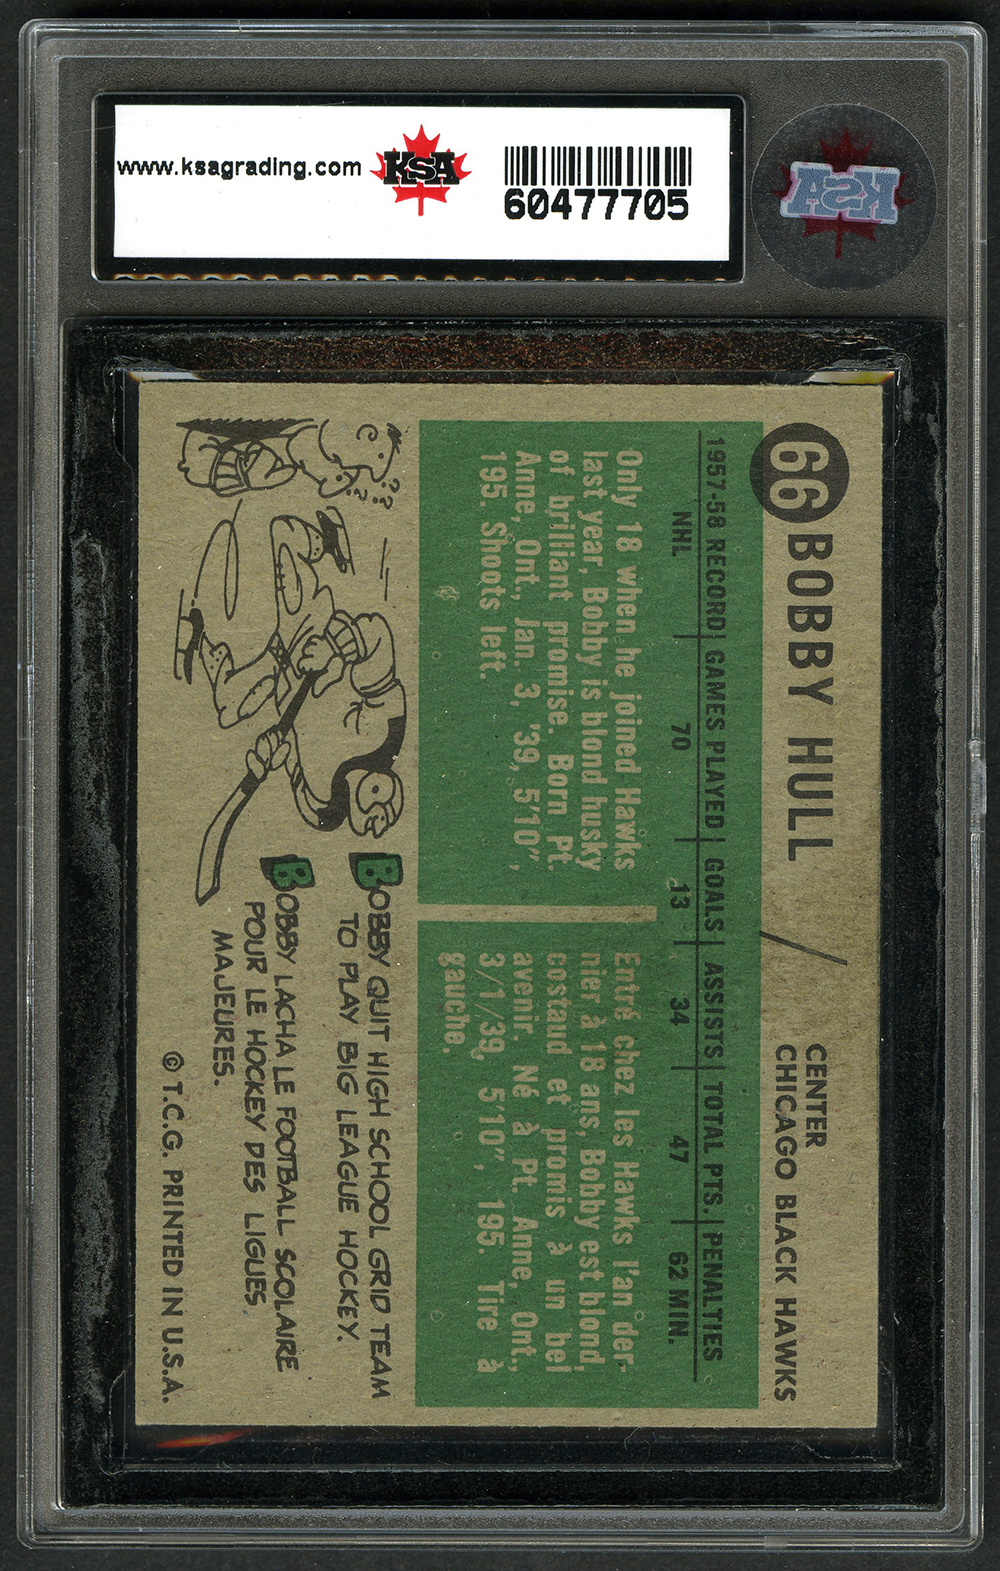 www.ksagrading.com
KSA
60477705
KSA
66 BOBBY HULL
CENTER
CHICAGO BLACK HAWKS
1957-58 RECORD GAMES PLAYED GOALS ASSISTS TOTAL PTS. PENALTIES
NHL 70 13 34 47 62 MIN.
Only 18 when he joined Hawks
last year, Bobby is blond husky
of brilliant promise. Born Pt.
Anne, Ont., Jan. 3, '39, 5'10",
195. Shoots left.
Entré chez les Hawks l'an der-
nier à 18 ans, Bobby est blond,
costaud et promis à un bel
avenir. Né à Pt. Anne, Ont.,
3/1/39, 5'10", 195. Tire à
gauche.
???
BOBBY QUIT HIGH SCHOOL GRID TEAM
TO PLAY BIG LEAGUE HOCKEY.
BOBBY LACHA LE FOOTBALL SCOLAIRE
POUR LE HOCKEY DES LIGUES
MAJEURES.
© T.C.G. PRINTED IN U.S.A.